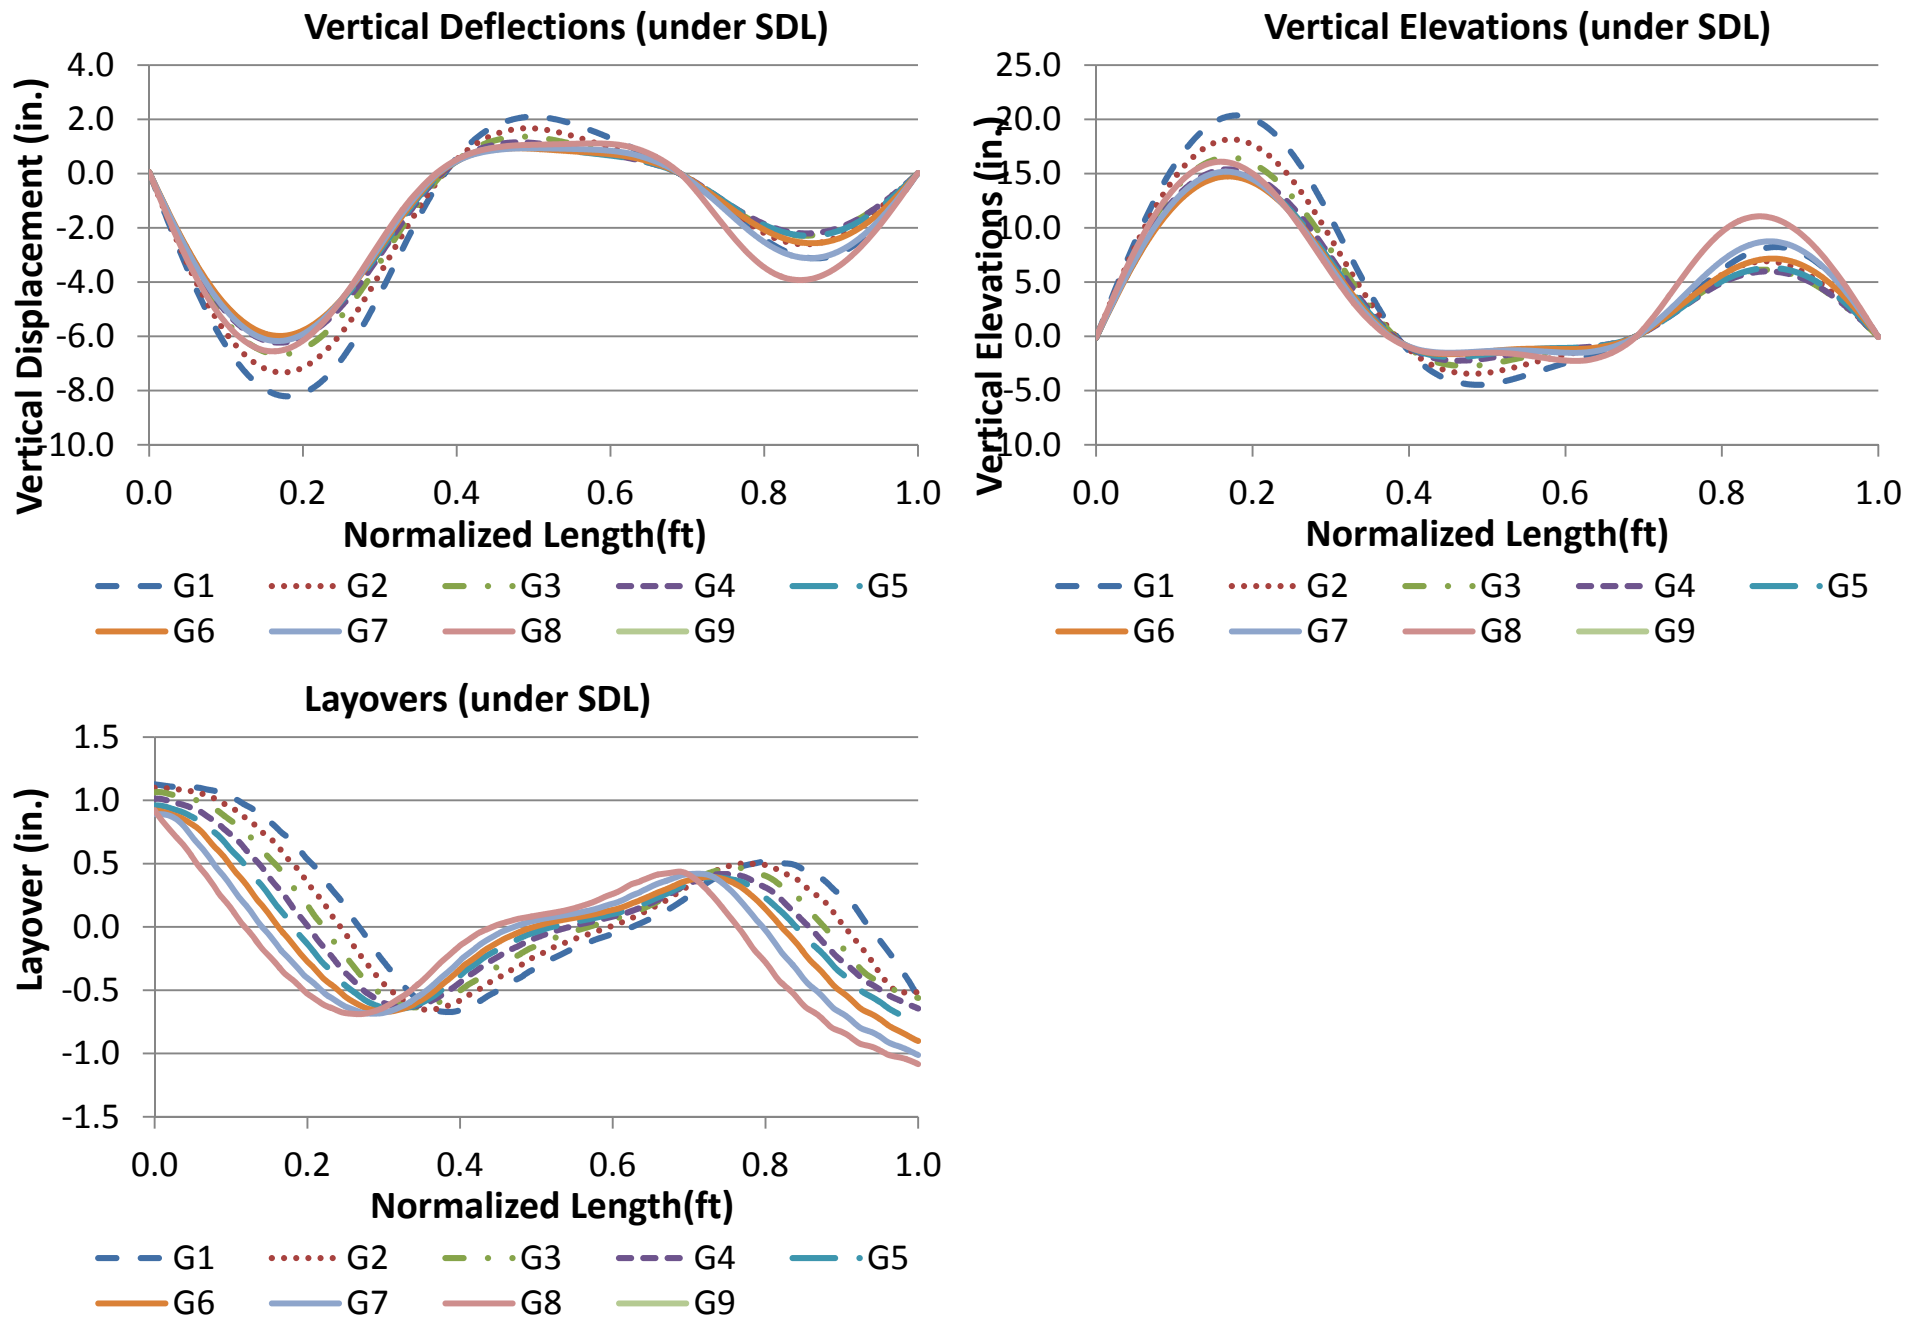 Vertical Deflections (under SDL)
Vertical Displacement (in.)
4.0
2.0
0.0
-2.0
-4.0
-6.0
-8.0
-10.0
0.0 0.2 0.4 0.6 0.8 1.0
Normalized Length(ft)
G1 G2 G3 G4 G5
G6 G7 G8 G9
Vertical Elevations (under SDL)
Vertical Elevations (in.)
25.0
20.0
15.0
10.0
5.0
0.0
-5.0
-10.0
0.0 0.2 0.4 0.6 0.8 1.0
Normalized Length(ft)
G1 G2 G3 G4 G5
G6 G7 G8 G9
Layovers (under SDL)
Layover (in.)
1.5
1.0
0.5
0.0
-0.5
-1.0
-1.5
0.0 0.2 0.4 0.6 0.8 1.0
Normalized Length(ft)
G1 G2 G3 G4 G5
G6 G7 G8 G9